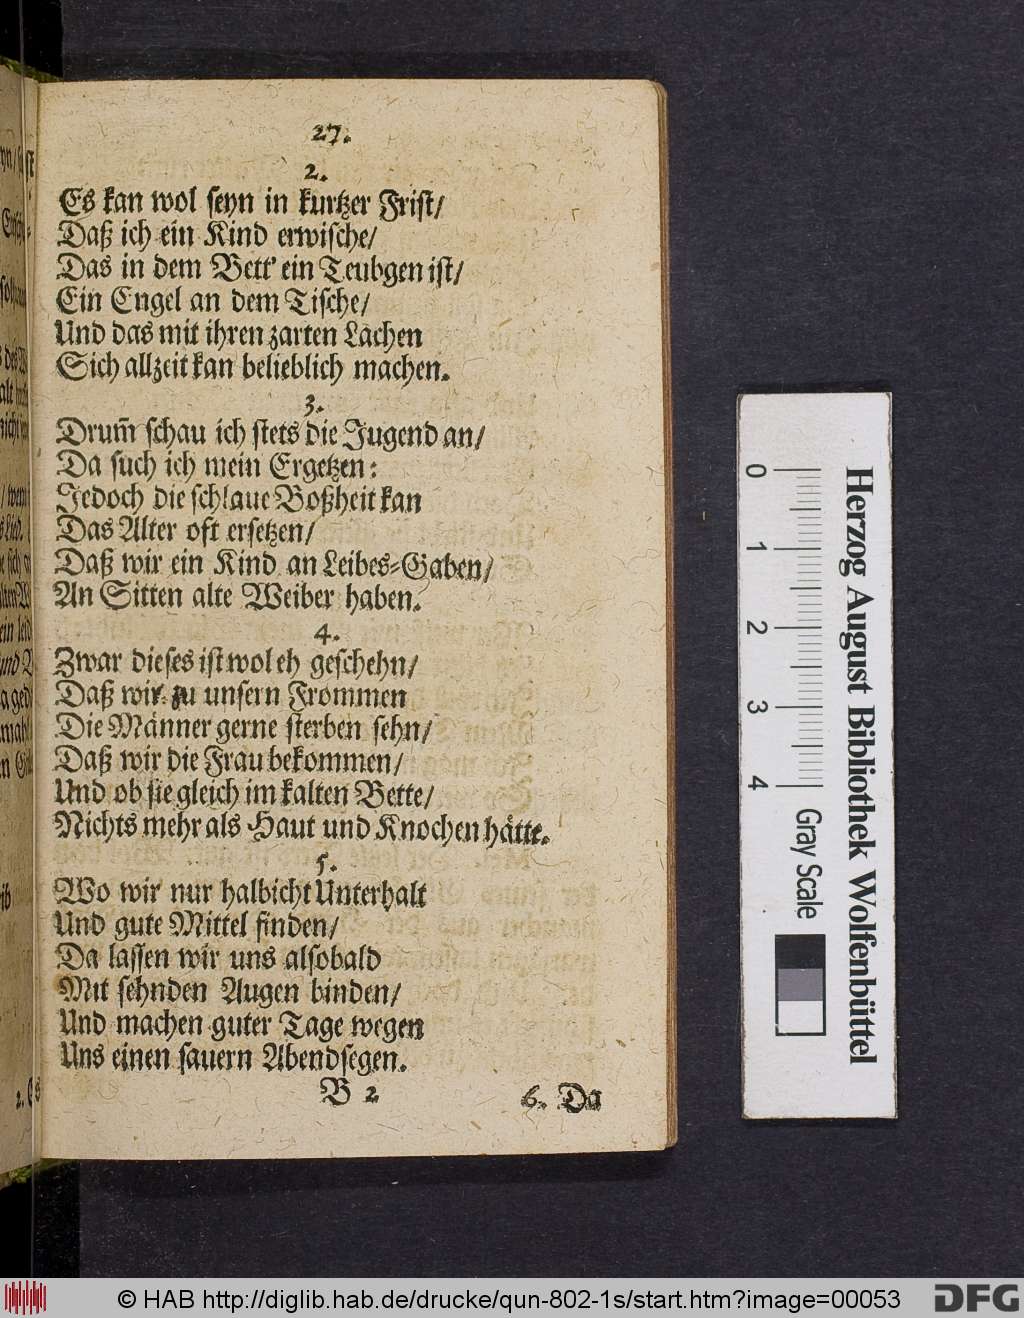 27.
2.
Es kan wol seyn in kurtzer Frist/
Daß ich ein Kind erwische/
Das in dem Bett' ein Teubgen ist/
Ein Engel an dem Tische/
Und das mit ihren zarten Lachen
Sich allzeit kan belieblich machen.
3.
Drum̃ schau ich stets die Jugend an/
Da such ich mein Ergetzen:
Jedoch die schlaue Boßheit kan
Das Alter oft ersetzen/
Daß wir ein Kind an Leibes-Gaben/
An Sitten alte Weiber haben.
4.
Zwar dieses ist wol eh geschehn/
Daß wir zu unsern Frommen
Die Männer gerne sterben sehn/
Daß wir die Frau bekommen/
Und ob sie gleich im kalten Bette/
Nichts mehr als Haut und Knochen hätte.
5.
Wo wir nur halbicht Unterhalt
Und gute Mittel finden/
Da lassen wir uns alsobald
Mit sehnden Augen binden/
Und machen guter Tage wegen
Uns einen sauern Abendsegen.
B 2 6. Da
Herzog August Bibliothek Wolfenbüttel
0 1 2 3 4 Gray Scale
© HAB http://diglib.hab.de/drucke/qun-802-1s/start.htm?image=00053
DFG